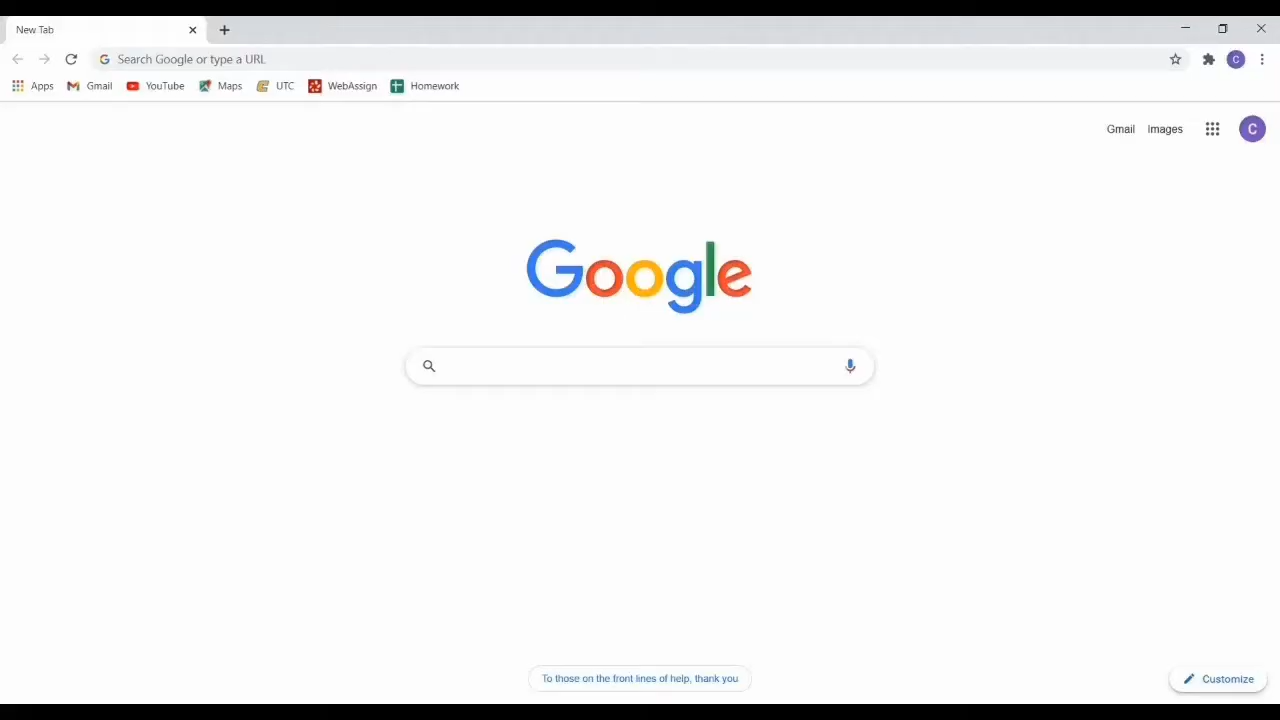 New Tab
Search Google or type a URL
C
Apps Gmail YouTube Maps UTC WebAssign Homework
Gmail Images C
Google
To those on the front lines of help, thank you
Customize